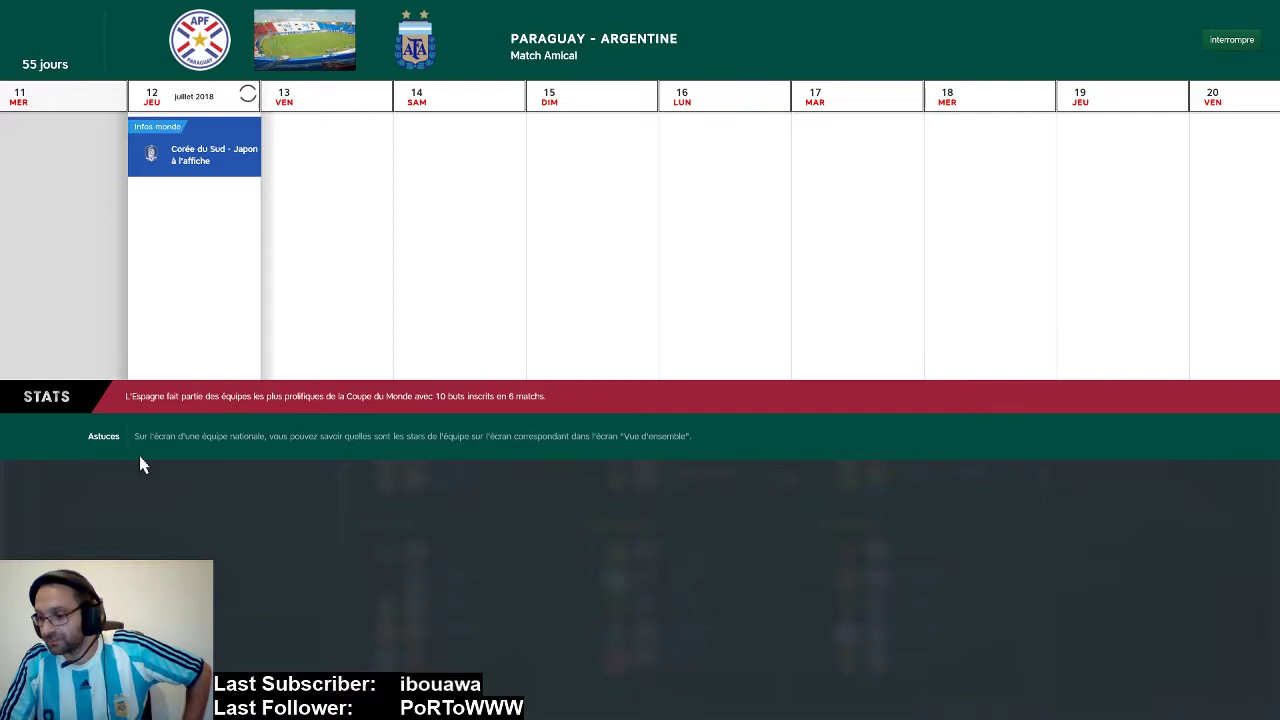 APF
PARAGUAY
AFA
PARAGUAY - ARGENTINE
Match Amical
interrompre
55 jours
11
MER
12
JEU
juillet 2018
13
VEN
14
SAM
15
DIM
16
LUN
17
MAR
18
MER
19
JEU
20
VEN
Infos monde
Corée du Sud - Japon
à l'affiche
STATS
L'Espagne fait partie des équipes les plus prolifiques de la Coupe du Monde avec 10 buts inscrits en 6 matchs.
Astuces
Sur l'écran d'une équipe nationale, vous pouvez savoir quelles sont les stars de l'équipe sur l'écran correspondant dans l'écran "Vue d'ensemble".
Last Subscriber: ibouawa
Last Follower: PoRToWWW